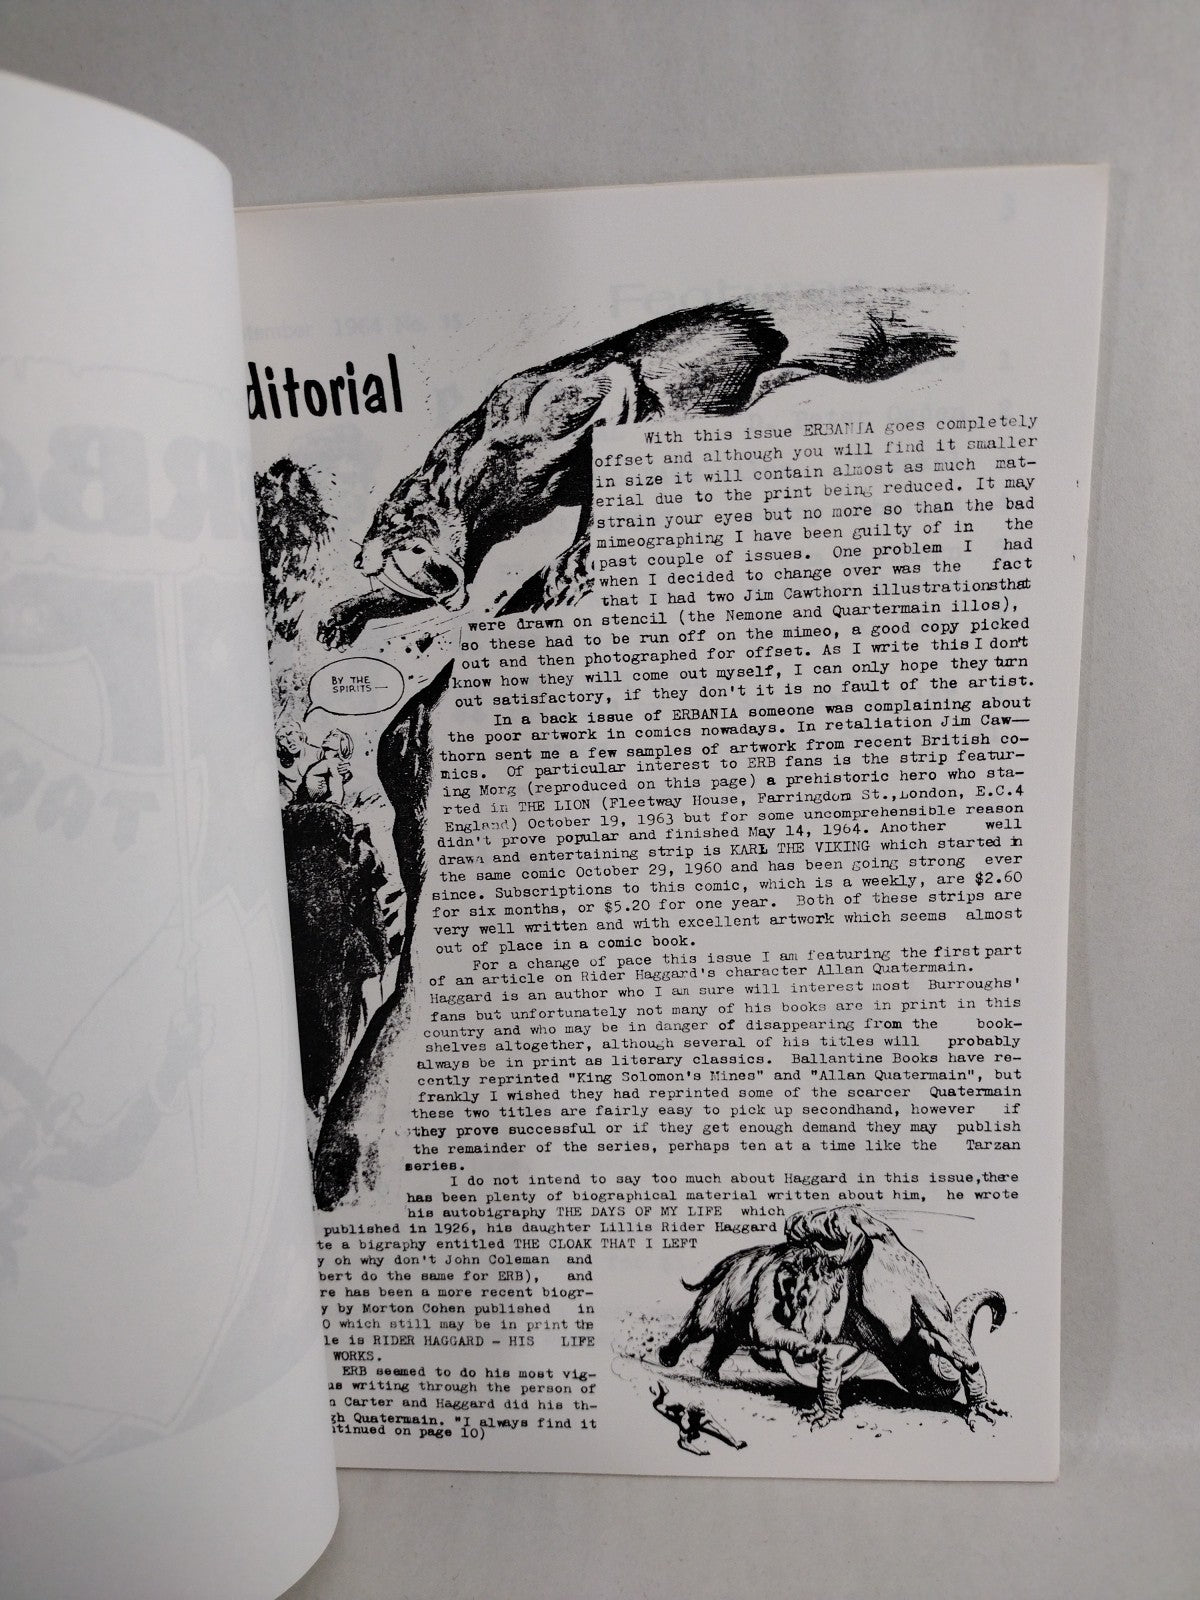 ditorial
BY THE
SPIRITS—
With this issue ERBANIA goes completely
offset and although you will find it smaller
in size it will contain almost as much mat-
erial due to the print being reduced. It may
strain your eyes but no more so than the bad
mimeographing I have been guilty of in the
past couple of issues. One problem I had
when I decided to change over was the fact
that I had two Jim Cawthorn illustrationsthat
were drawn on stencil (the Nemone and Quartermain illos),
so these had to be run off on the mimeo, a good copy picked
out and then photographed for offset. As I write this I don't
know how they will come out myself, I can only hope they turn
out satisfactory, if they don't it is no fault of the artist.
In a back issue of ERBANIA someone was complaining about
the poor artwork in comics nowadays. In retaliation Jim Caw—
thorn sent me a few samples of artwork from recent British co-
mics. Of particular interest to ERB fans is the strip featur-
ing Morg (reproduced on this page) a prehistoric hero who sta-
rted in THE LION (Fleetway House, Farringdom St.,London, E.C.4
England) October 19, 1963 but for some uncomprehensible reason
didn't prove popular and finished May 14, 1964. Another well
drawn and entertaining strip is KARL THE VIKING which started in
the same comic October 29, 1960 and has been going strong ever
since. Subscriptions to this comic, which is a weekly, are $2.60
for six months, or $5.20 for one year. Both of these strips are
very well written and with excellent artwork which seems almost
out of place in a comic book.
For a change of pace this issue I am featuring the first part
of an article on Rider Haggard's character Allan Quatermain.
Haggard is an author who I am sure will interest most Burroughs'
fans but unfortunately not many of his books are in print in this
country and who may be in danger of disappearing from the book-
shelves altogether, although several of his titles will probably
always be in print as literary classics. Ballantine Books have re-
cently reprinted "King Solomon's Mines" and "Allan Quatermain", but
frankly I wished they had reprinted some of the scarcer Quatermain
these two titles are fairly easy to pick up secondhand, however if
they prove successful or if they get enough demand they may publish
the remainder of the series, perhaps ten at a time like the Tarzan
series.
I do not intend to say too much about Haggard in this issue,there
has been plenty of biographical material written about him, he wrote
his autobigraphy THE DAYS OF MY LIFE which
published in 1926, his daughter Lillis Rider Haggard
te a bigraphy entitled THE CLOAK THAT I LEFT
y oh why don't John Coleman and
bert do the same for ERB), and
re has been a more recent biogr-
y by Morton Cohen published in
0 which still may be in print the
le is RIDER HAGGARD - HIS LIFE
WORKS.
ERB seemed to do his most vig-
us writing through the person of
n Carter and Haggard did his th-
gh Quatermain. "I always find it
tinued on page 10)